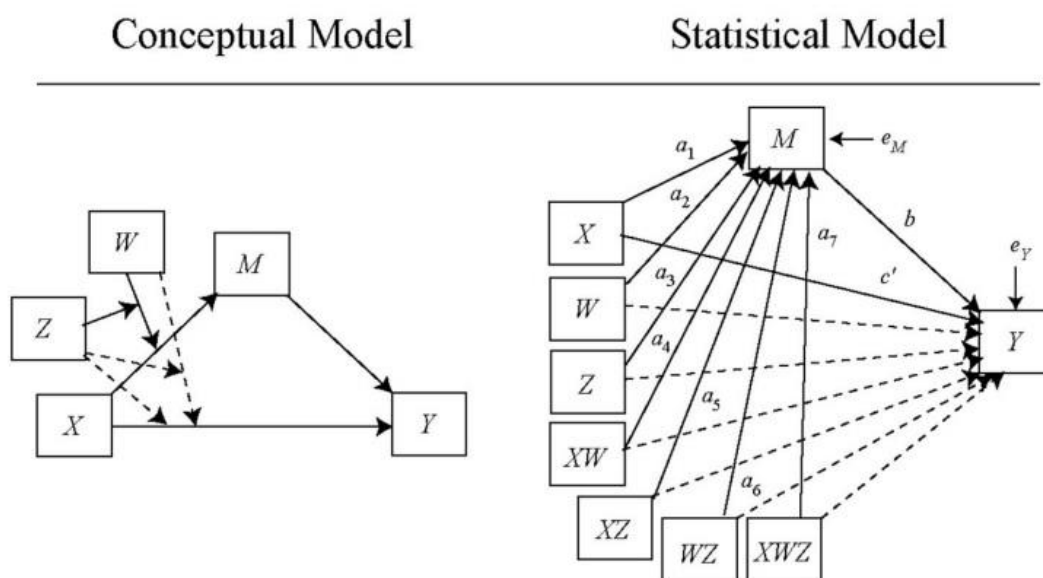 Conceptual Model
Statistical Model
W
M
Z
X
Y
M
e_M
a_1
a_2
X
a_7
b
e_Y
a_3
c'
W
a_4
Y
Z
a_5
XW
a_6
XZ
WZ
XWZ